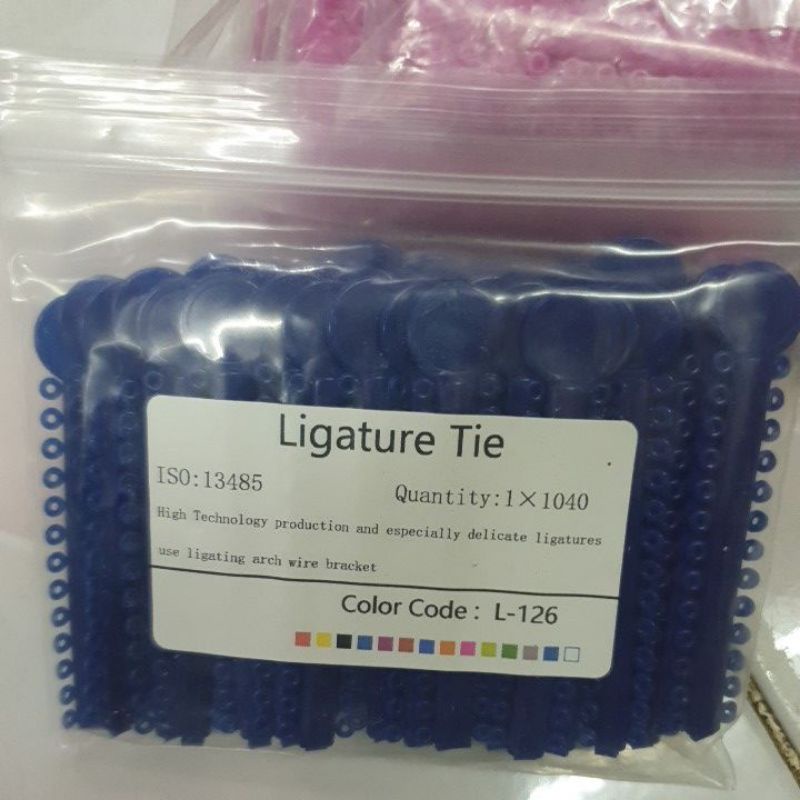 Ligature Tie
ISO:13485
Quantity:1×1040
High Technology production and especially delicate ligatures
use ligating arch wire bracket
Color Code : L-126